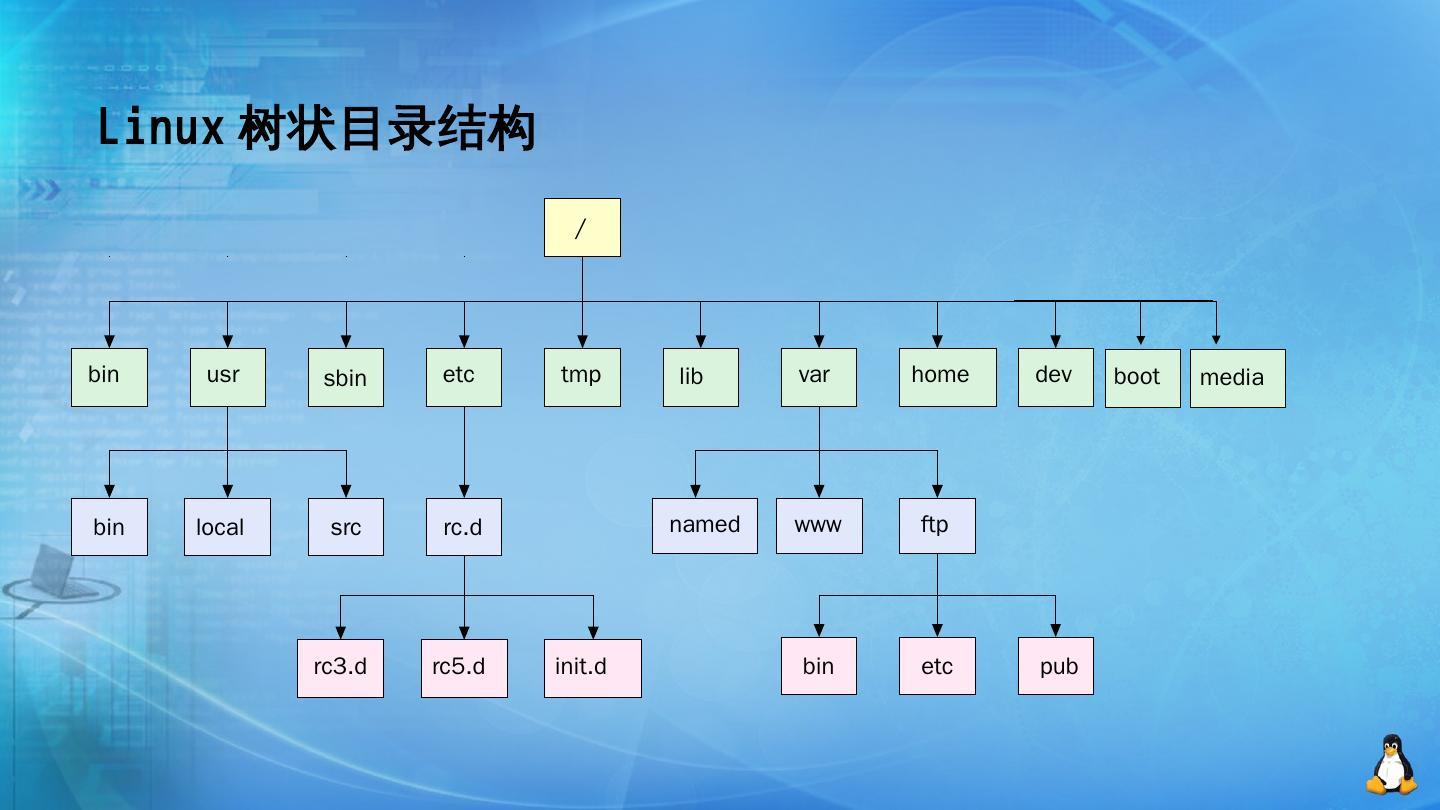 Linux 树状目录结构
/
bin usr sbin etc tmp lib var home dev boot media
bin local src rc.d named www ftp
rc3.d rc5.d init.d bin etc pub